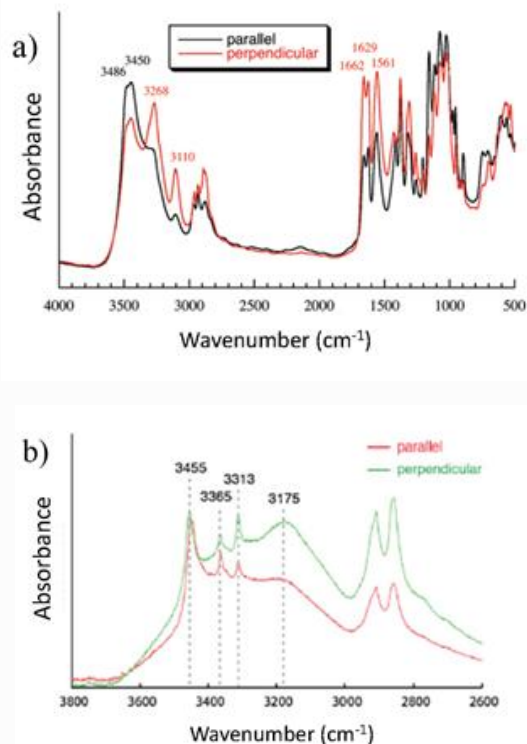 a)
parallel
perpendicular
3486
3450
3268
3110
1629
1662
1561
Absorbance
4000
3500
3000
2500
2000
1500
1000
500
Wavenumber (cm⁻¹)
b)
parallel
perpendicular
3455
3313
3365
3175
Absorbance
3800
3600
3400
3200
3000
2800
2600
Wavenumber (cm⁻¹)